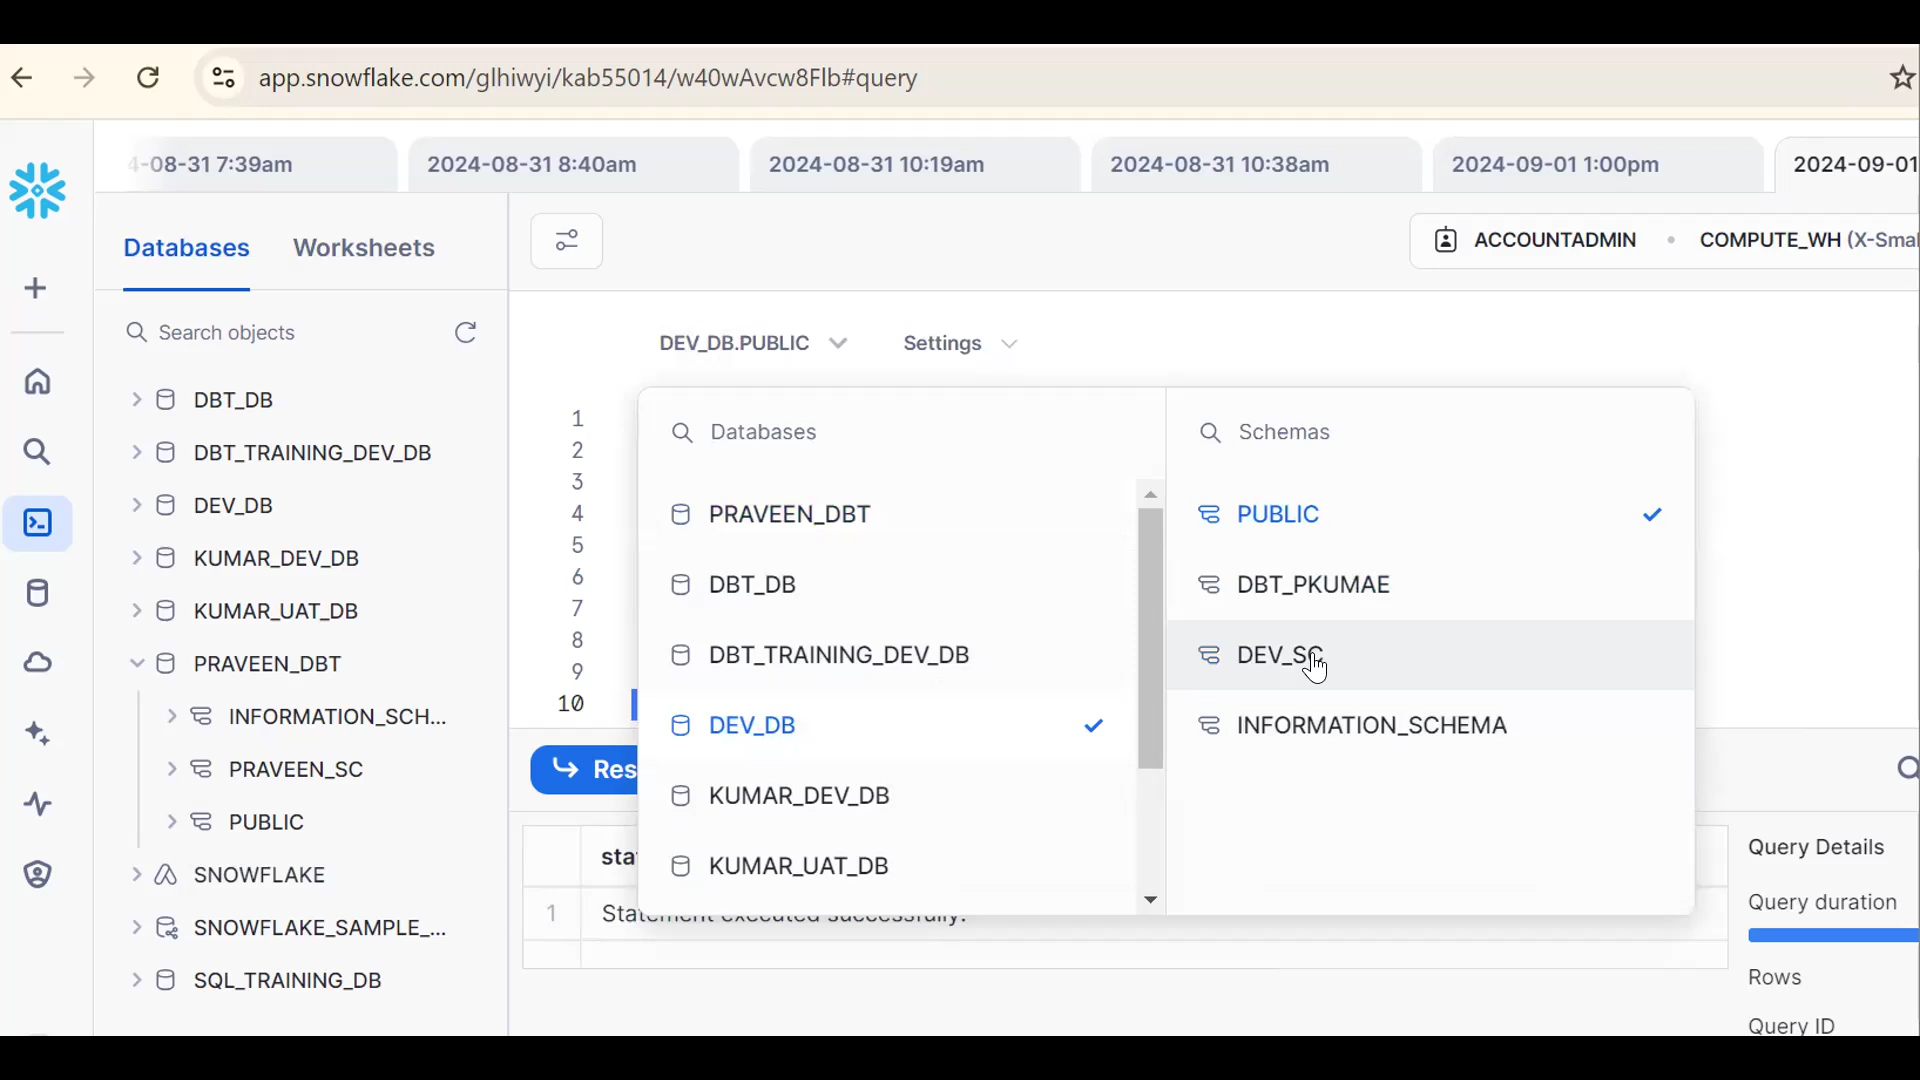 app.snowflake.com/glhiwyi/kab55014/w40wAvcw8Flb#query
4-08-31 7:39am
2024-08-31 8:40am
2024-08-31 10:19am
2024-08-31 10:38am
2024-09-01 1:00pm
2024-09-01
Databases
Worksheets
ACCOUNTADMIN
COMPUTE_WH (X-Smal
Search objects
DBT_DB
DBT_TRAINING_DEV_DB
DEV_DB
KUMAR_DEV_DB
KUMAR_UAT_DB
PRAVEEN_DBT
INFORMATION_SCH...
PRAVEEN_SC
PUBLIC
SNOWFLAKE
SNOWFLAKE_SAMPLE_...
SQL_TRAINING_DB
DEV_DB.PUBLIC
Settings
1
2
3
4
5
6
7
8
9
10
Databases
PRAVEEN_DBT
DBT_DB
DBT_TRAINING_DEV_DB
DEV_DB
KUMAR_DEV_DB
KUMAR_UAT_DB
Schemas
PUBLIC
DBT_PKUMAE
DEV_SC
INFORMATION_SCHEMA
Res
sta
1
Statement executed successfully.
Query Details
Query duration
Rows
Query ID